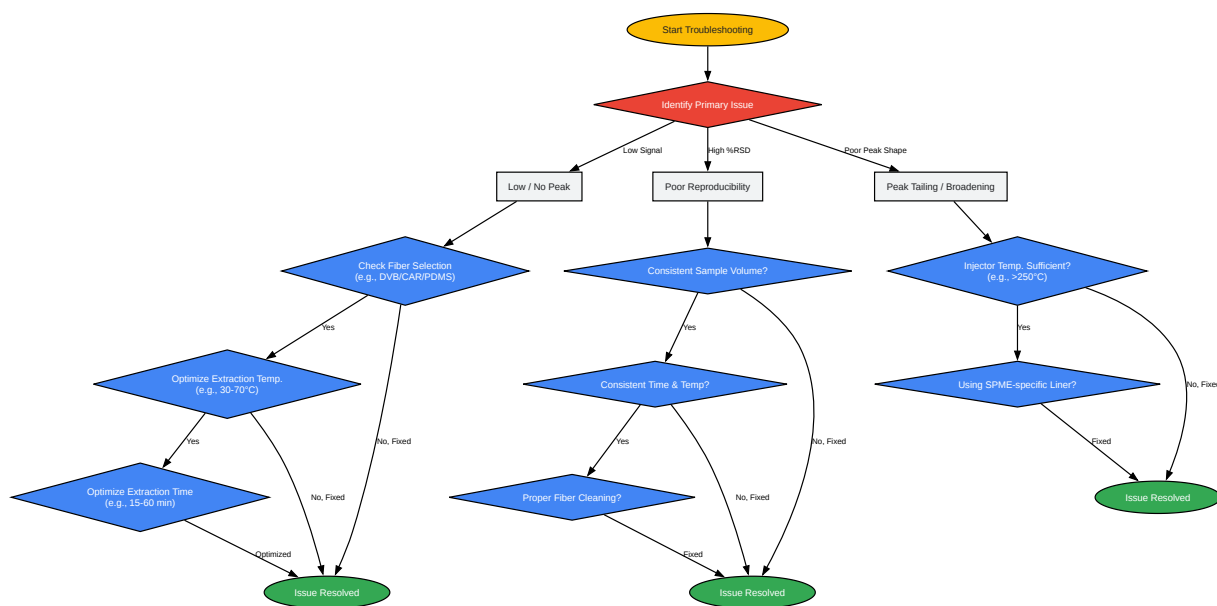 Start Troubleshooting
Identify Primary Issue
Low Signal
High %RSD
Poor Peak Shape
Low / No Peak
Poor Reproducibility
Peak Tailing / Broadening
Check Fiber Selection
(e.g., DVB/CAR/PDMS)
Consistent Sample Volume?
Injector Temp. Sufficient?
(e.g., >250°C)
Yes
Yes
Yes
Optimize Extraction Temp.
(e.g., 30-70°C)
Consistent Time & Temp?
Using SPME-specific Liner?
No, Fixed
Yes
No, Fixed
Yes
No, Fixed
Fixed
Optimize Extraction Time
(e.g., 15-60 min)
No, Fixed
Proper Fiber Cleaning?
No, Fixed
Issue Resolved
Optimized
Fixed
Issue Resolved
Issue Resolved